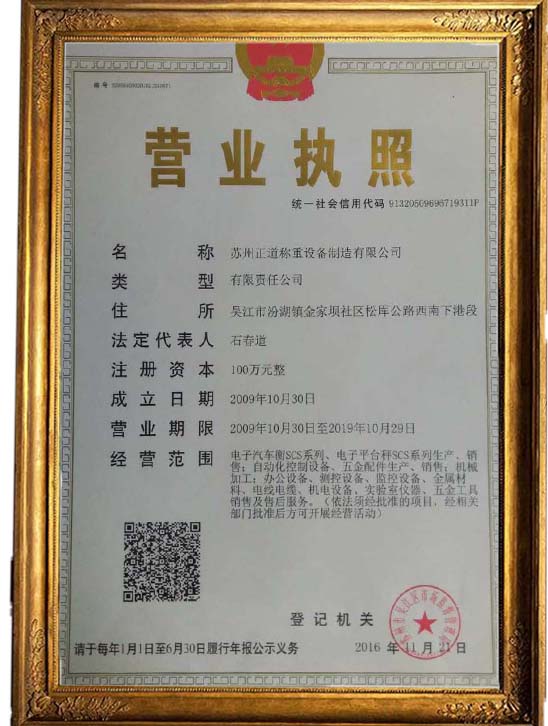 编 号
营业执照
统一社会信用代码 91320509696719311F
名 称 苏州正道称重设备制造有限公司
类 型 有限责任公司
住 所 吴江市汾湖镇金家坝社区松厍公路西南下港段
法定代表人 石春道
注册资本 100万元整
成立日期 2009年10月30日
营业期限 2009年10月30日至2019年10月29日
经营范围 电子汽车衡SCS系列、电子平台秤SCS系列生产、销
售；自动化控制设备、五金配件生产、销售；机械
加工；办公设备、测控设备、监控设备、金属材
料、电线电缆、机电设备、实验室仪器、五金工具
销售及售后服务。（依法须经批准的项目，经相关
部门批准后方可开展经营活动）
登记机关
请于每年1月1日至6月30日履行年报公示义务
2016 年 11 月 21 日